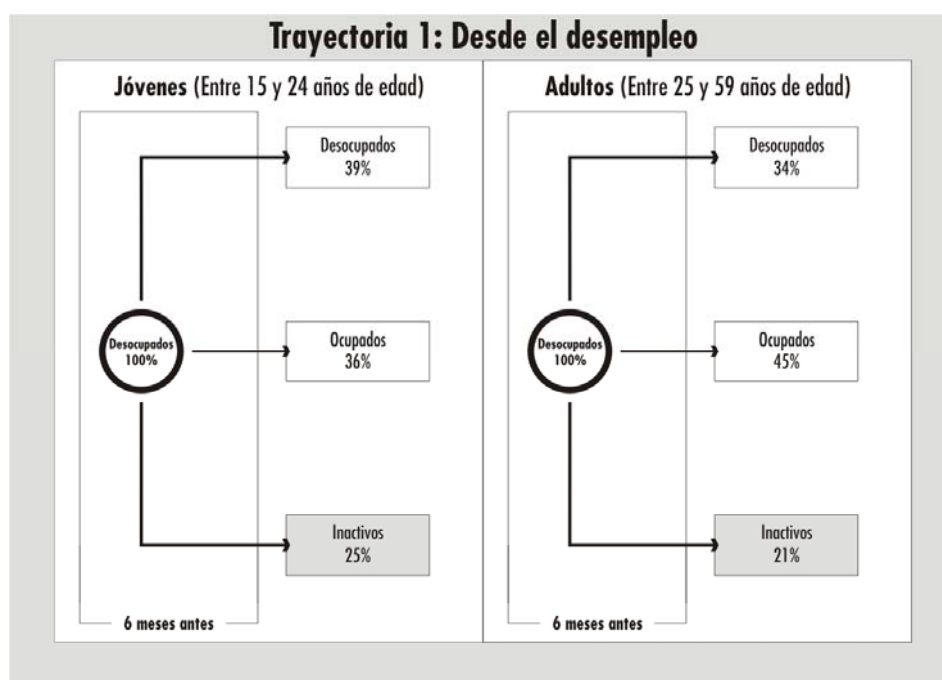 Trayectoria 1: Desde el desempleo
Jóvenes (Entre 15 y 24 años de edad)
Desocupados
39%
Desocupados
100%
Ocupados
36%
Inactivos
25%
6 meses antes
Adultos (Entre 25 y 59 años de edad)
Desocupados
34%
Desocupados
100%
Ocupados
45%
Inactivos
21%
6 meses antes